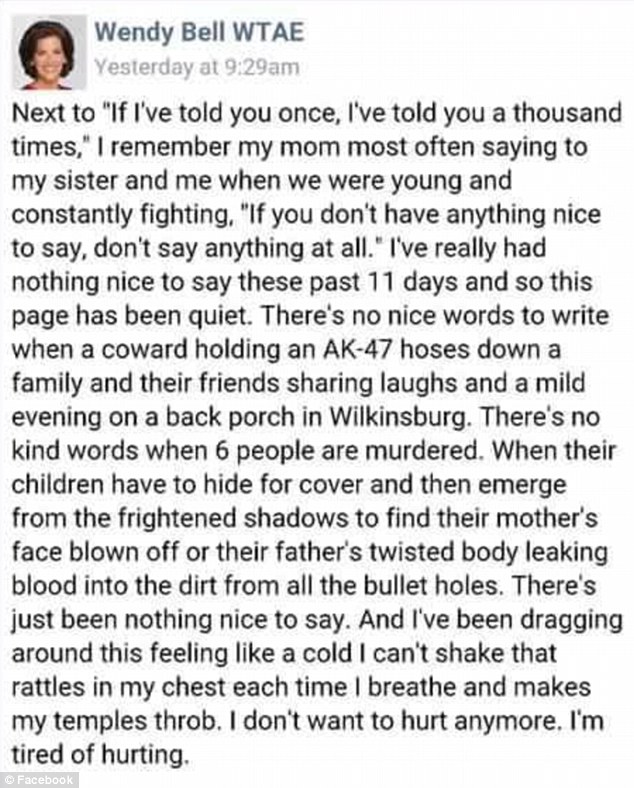 Wendy Bell WTAE
Yesterday at 9:29am
Next to "If I've told you once, I've told you a thousand
times," I remember my mom most often saying to
my sister and me when we were young and
constantly fighting, "If you don't have anything nice
to say, don't say anything at all." I've really had
nothing nice to say these past 11 days and so this
page has been quiet. There's no nice words to write
when a coward holding an AK-47 hoses down a
family and their friends sharing laughs and a mild
evening on a back porch in Wilkinsburg. There's no
kind words when 6 people are murdered. When their
children have to hide for cover and then emerge
from the frightened shadows to find their mother's
face blown off or their father's twisted body leaking
blood into the dirt from all the bullet holes. There's
just been nothing nice to say. And I've been dragging
around this feeling like a cold I can't shake that
rattles in my chest each time I breathe and makes
my temples throb. I don't want to hurt anymore. I'm
tired of hurting.
© Facebook